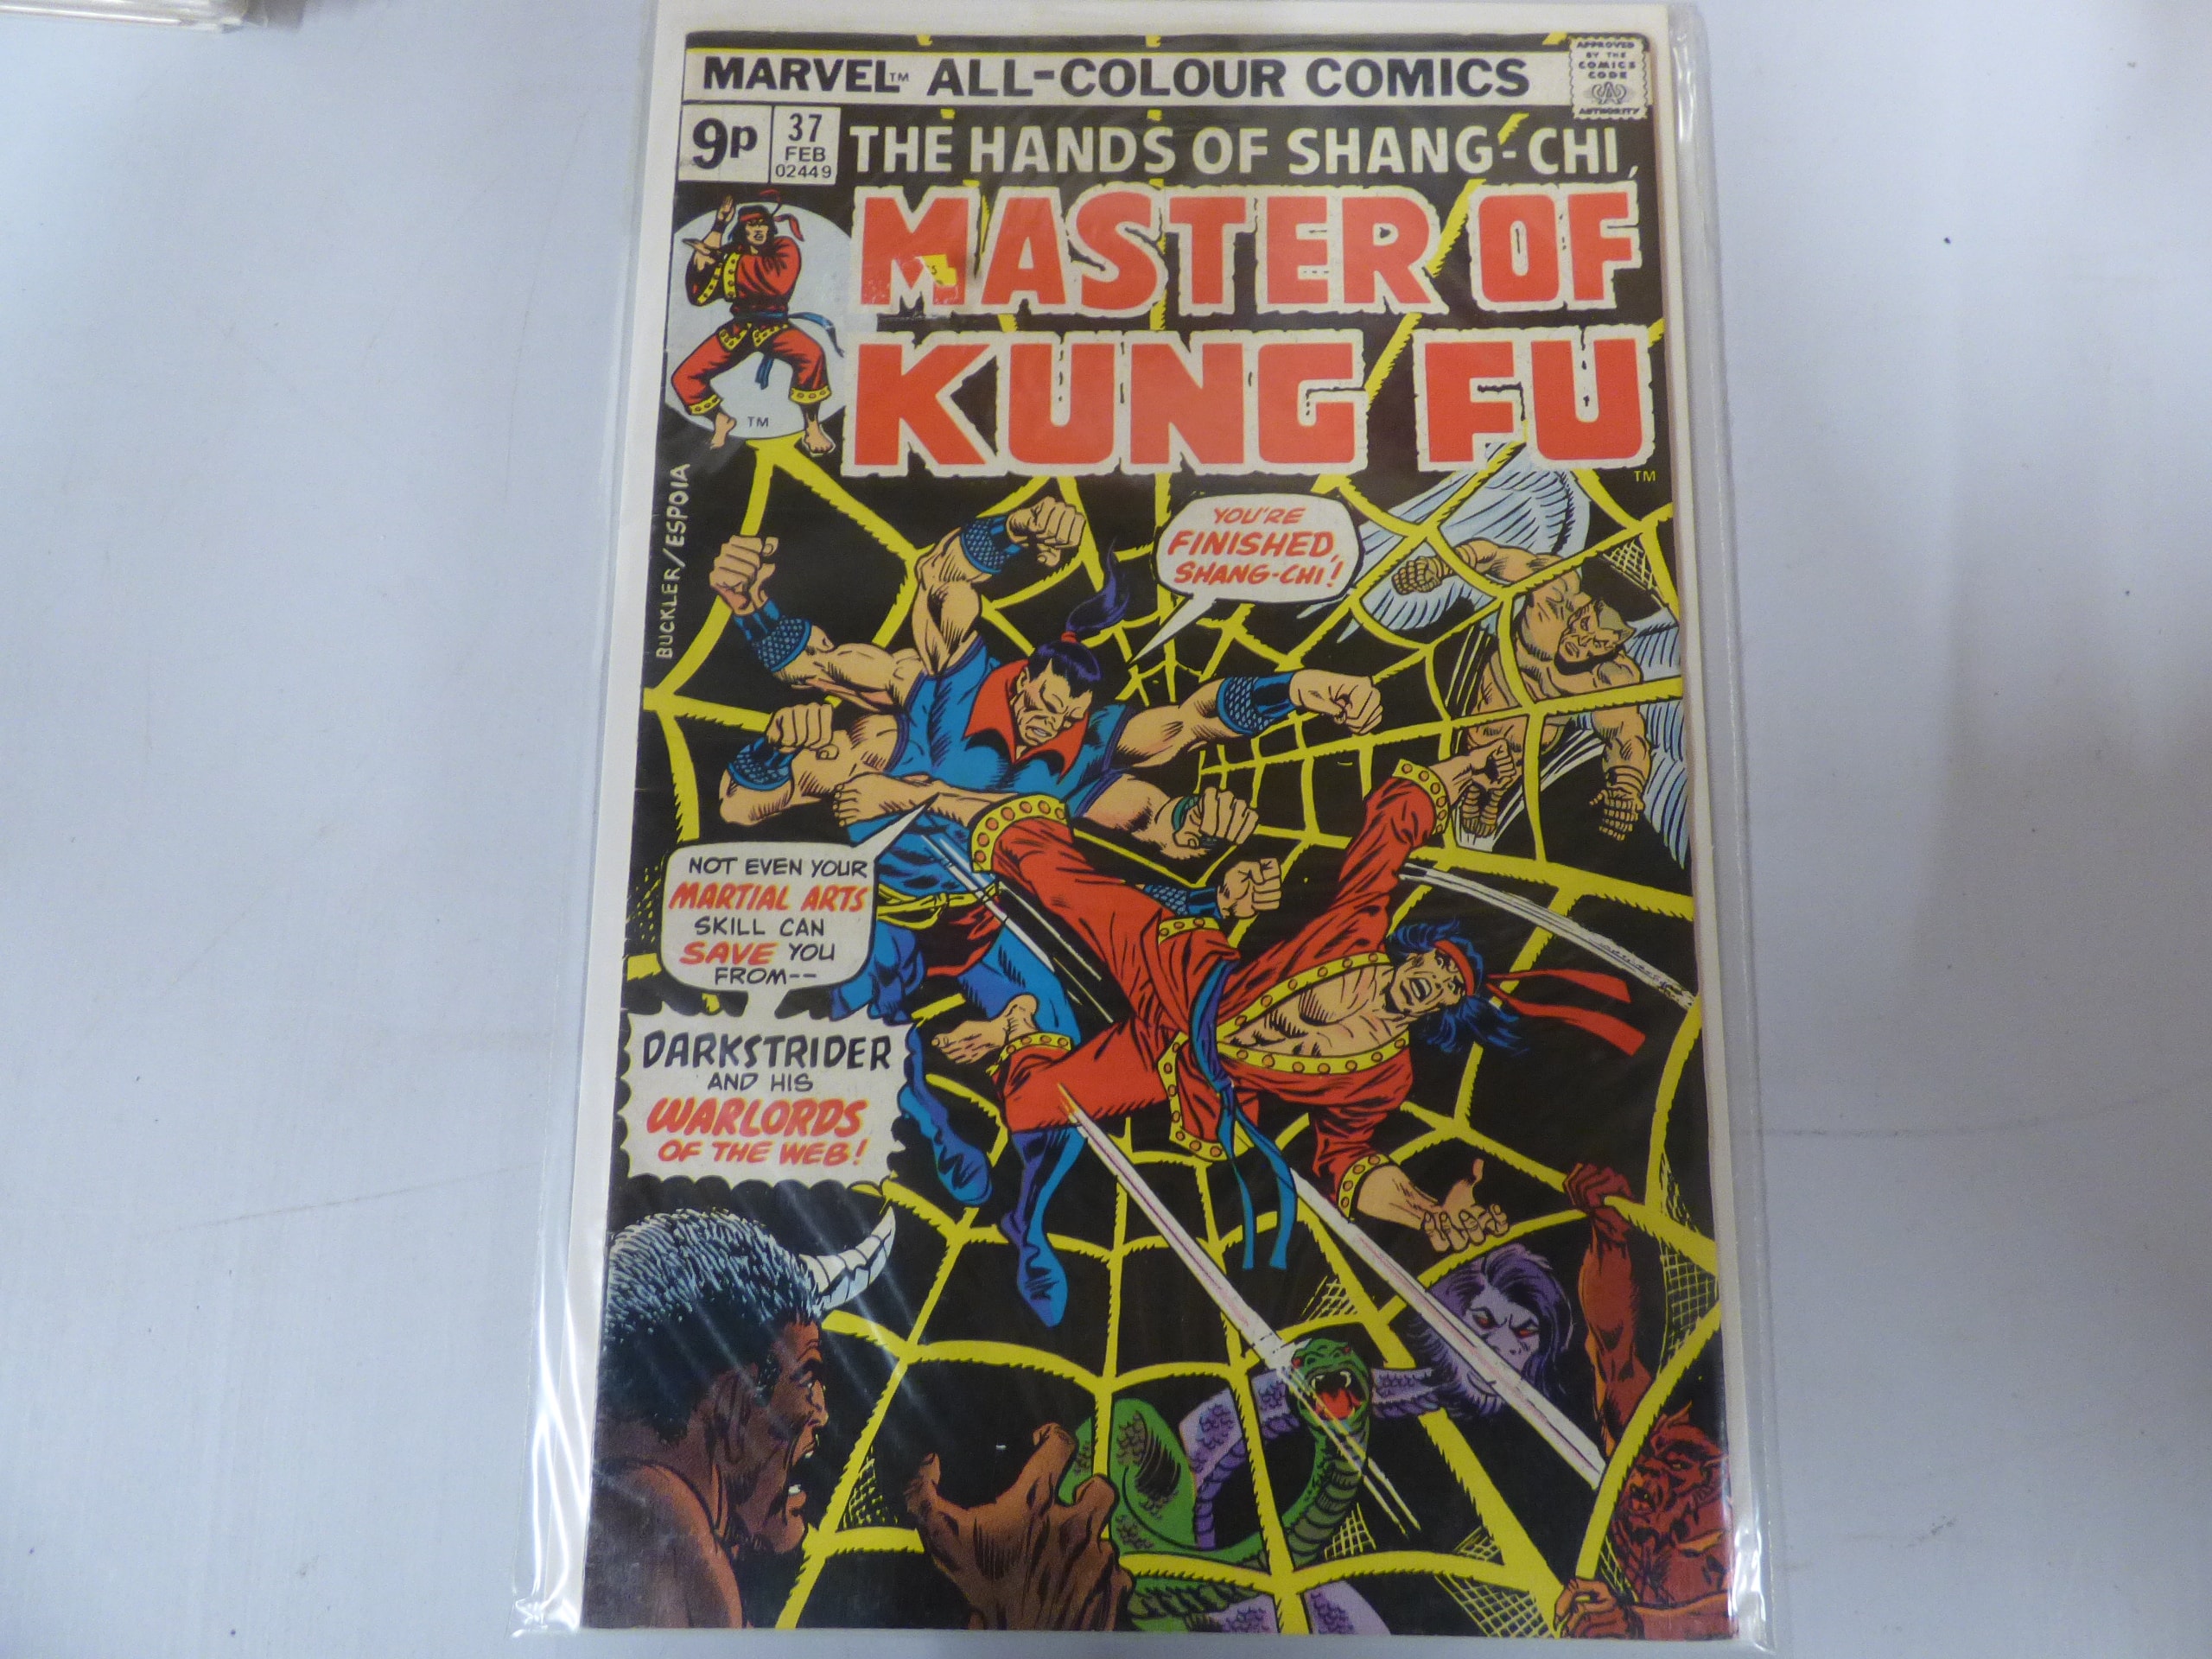 MARVEL™ ALL-COLOUR COMICS
APPROVED
BY THE
COMICS
CODE
CA
AUTHORITY
9p
37
FEB
02449
THE HANDS OF SHANG-CHI,
MASTER OF
KUNG FU
TM
TM
BUCKLER/ESPOIA
YOU'RE
FINISHED,
SHANG-CHI!
NOT EVEN YOUR
MARTIAL ARTS
SKILL CAN
SAVE YOU
FROM--
DARKSTRIDER
AND HIS
WARLORDS
OF THE WEB!